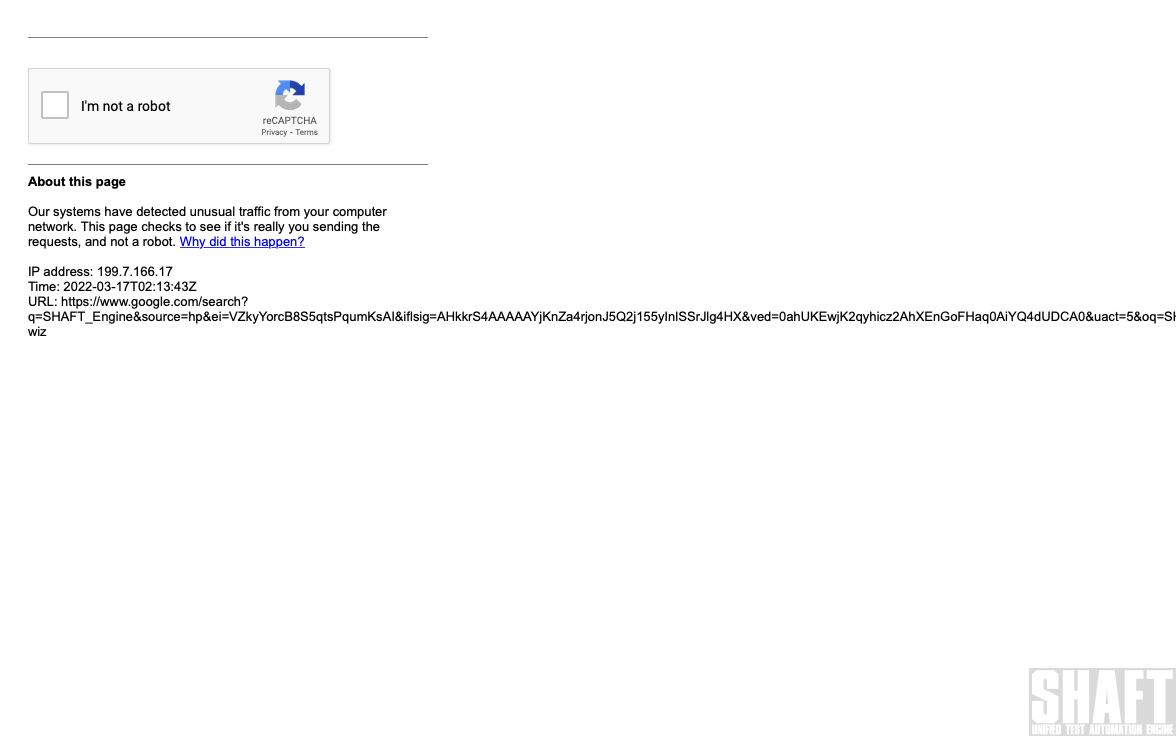 I'm not a robot
reCAPTCHA
Privacy - Terms
About this page
Our systems have detected unusual traffic from your computer
network. This page checks to see if it's really you sending the
requests, and not a robot. Why did this happen?
IP address: 199.7.166.17
Time: 2022-03-17T02:13:43Z
URL: https://www.google.com/search?
q=SHAFT_Engine&source=hp&ei=VZkyYorcB8S5qtsPqumKsAI&iflsig=AHkkrS4AAAAAYjKnZa4rjonJ5Q2j155yInlSSrJlg4HX&ved=0ahUKEwjK2qyhicz2AhXEnGoFHaq0AiYQ4dUDCA0&uact=5&oq=SH
wiz
SHAFT
UNIFIED TEST AUTOMATION ENGINE